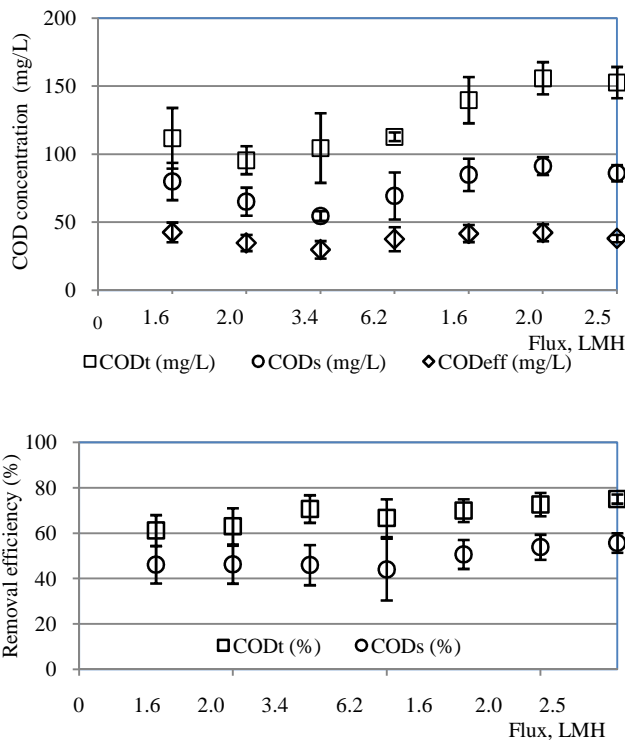 COD concentration (mg/L)
200
150
100
50
0
0 1.6 2.0 3.4 6.2 1.6 2.0 2.5
Flux, LMH
CODt (mg/L) CODs (mg/L) CODeff (mg/L)
Removal efficiency (%)
100
80
60
40
20
0
CODt (%) CODs (%)
0 1.6 2.0 3.4 6.2 1.6 2.0 2.5
Flux, LMH